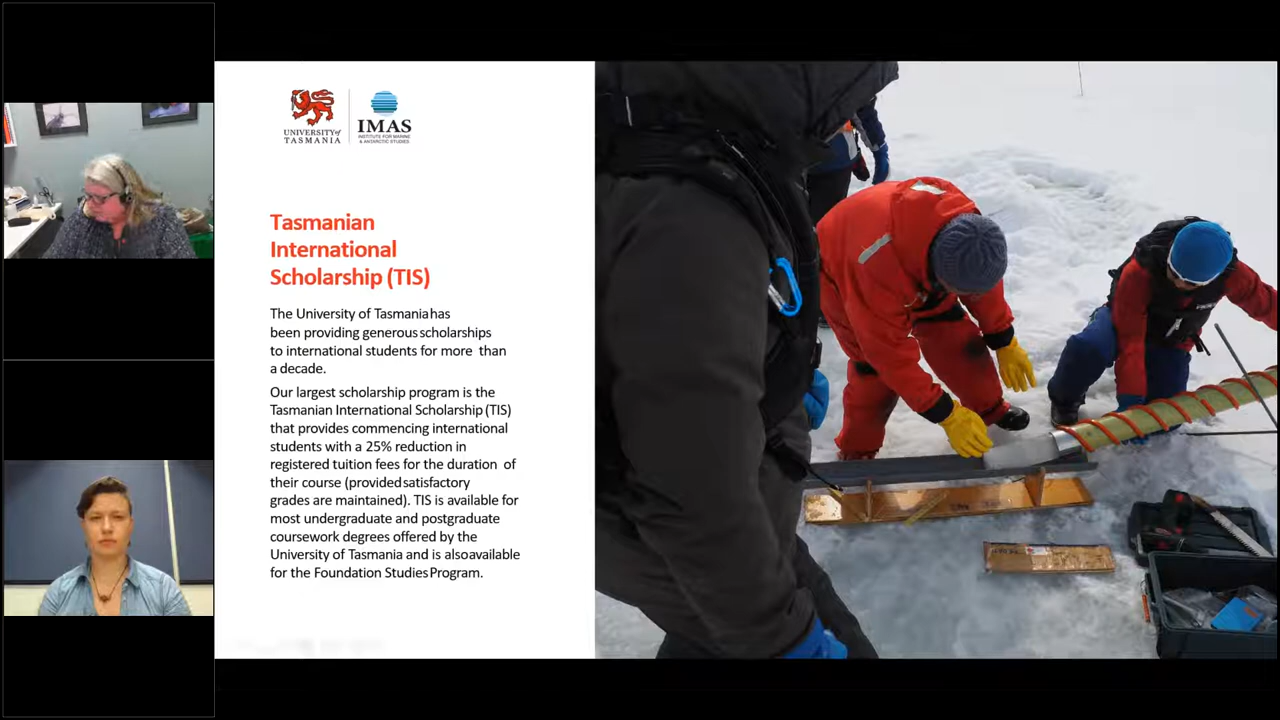 UNIVERSITY of
TASMANIA
IMAS
INSTITUTE FOR MARINE
& ANTARCTIC STUDIES
Tasmanian
International
Scholarship (TIS)
The University of Tasmania has
been providing generous scholarships
to international students for more than
a decade.
Our largest scholarship program is the
Tasmanian International Scholarship (TIS)
that provides commencing international
students with a 25% reduction in
registered tuition fees for the duration of
their course (provided satisfactory
grades are maintained). TIS is available for
most undergraduate and postgraduate
coursework degrees offered by the
University of Tasmania and is also available
for the Foundation Studies Program.